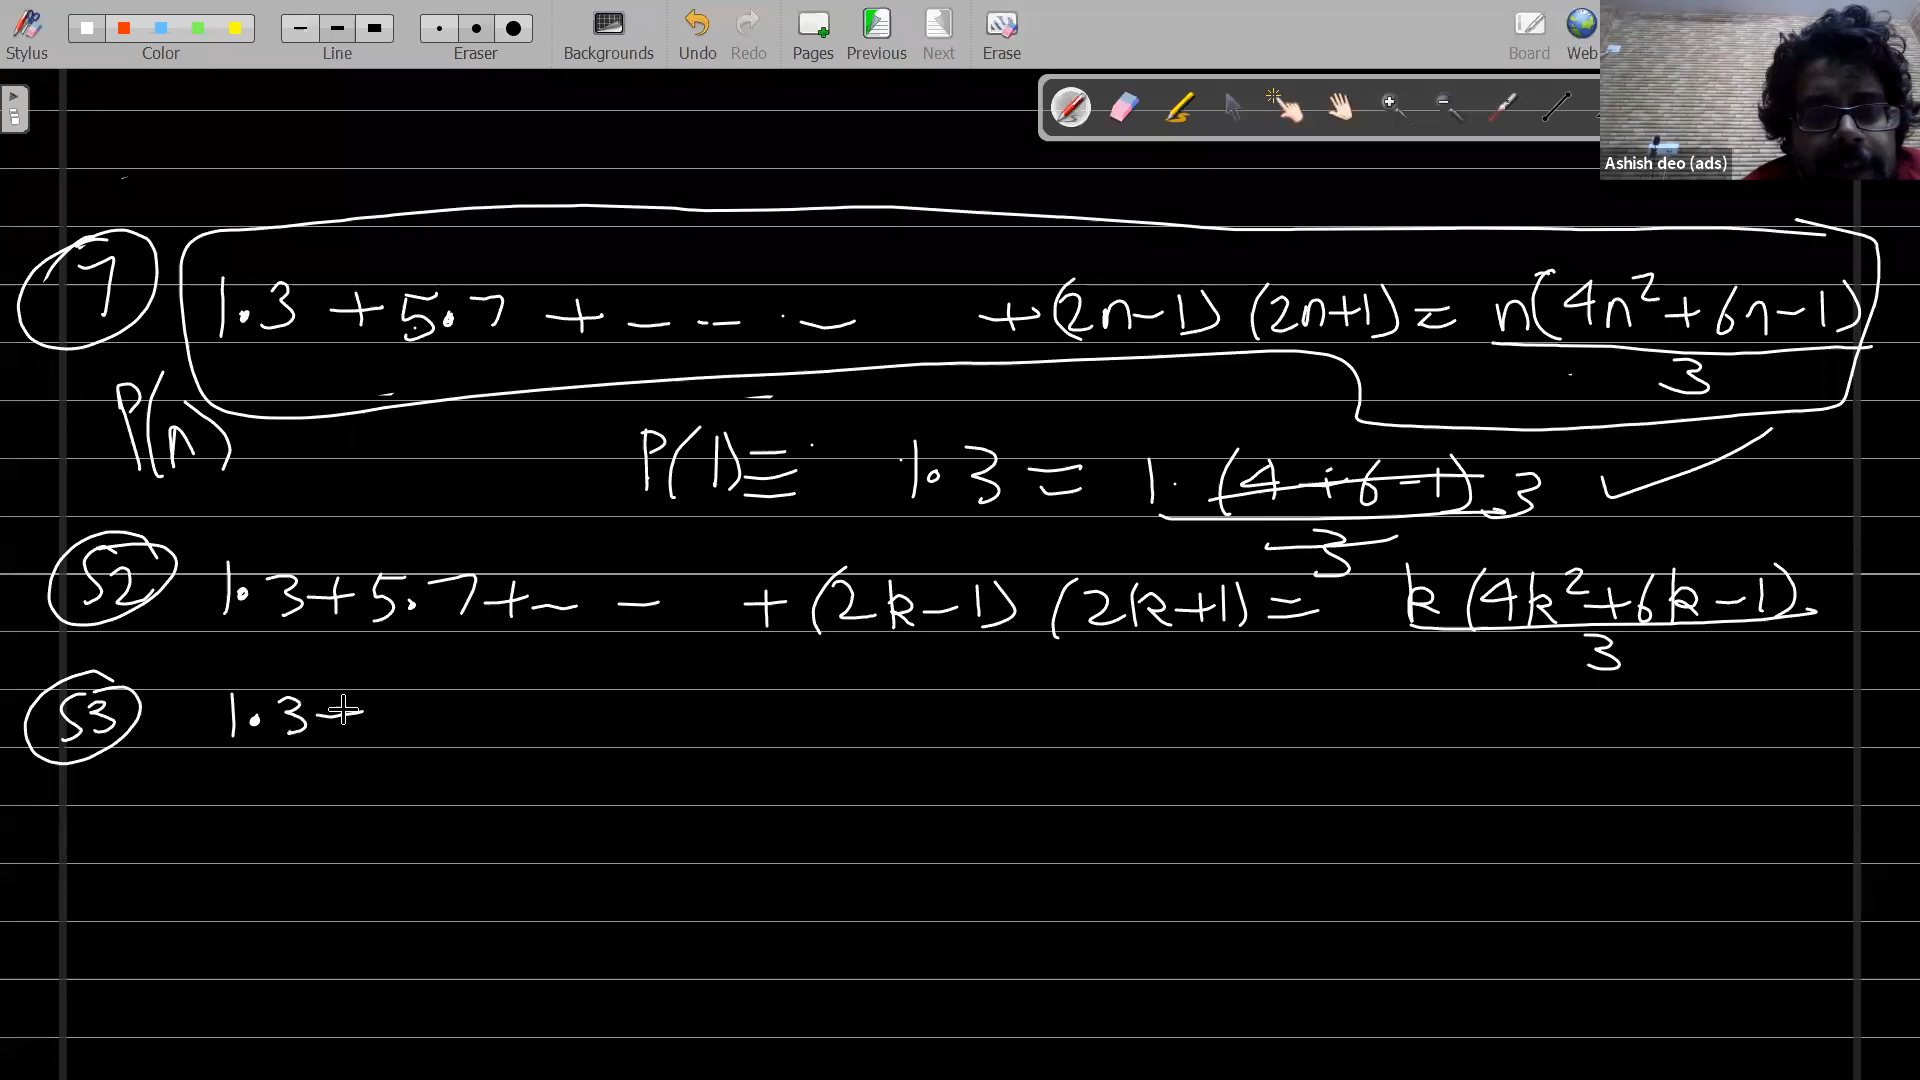 Stylus Color Line Eraser Backgrounds Undo Redo Pages Previous Next Erase Board Web
Ashish deo (ads)
7 1·3 + 5·7 + - - - · - + (2n-1) (2n+1) = n(4n²+6n-1)
3
P(n)
P(1) ≡ 1·3 = 1·(4+6-1)·3 ✓
3
S2 1·3+5·7+- - + (2k-1) (2k+1) = k(4k²+6k-1).
3
S3 1·3+